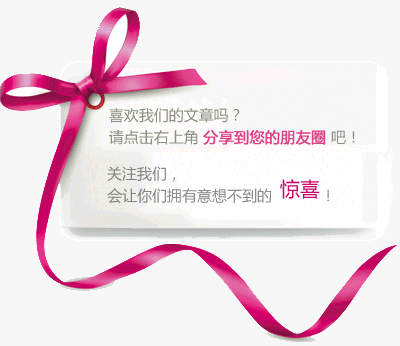 喜欢我们的文章吗？
请点击右上角 分享到您的朋友圈 吧！
关注我们，
会让你们拥有意想不到的 惊喜！